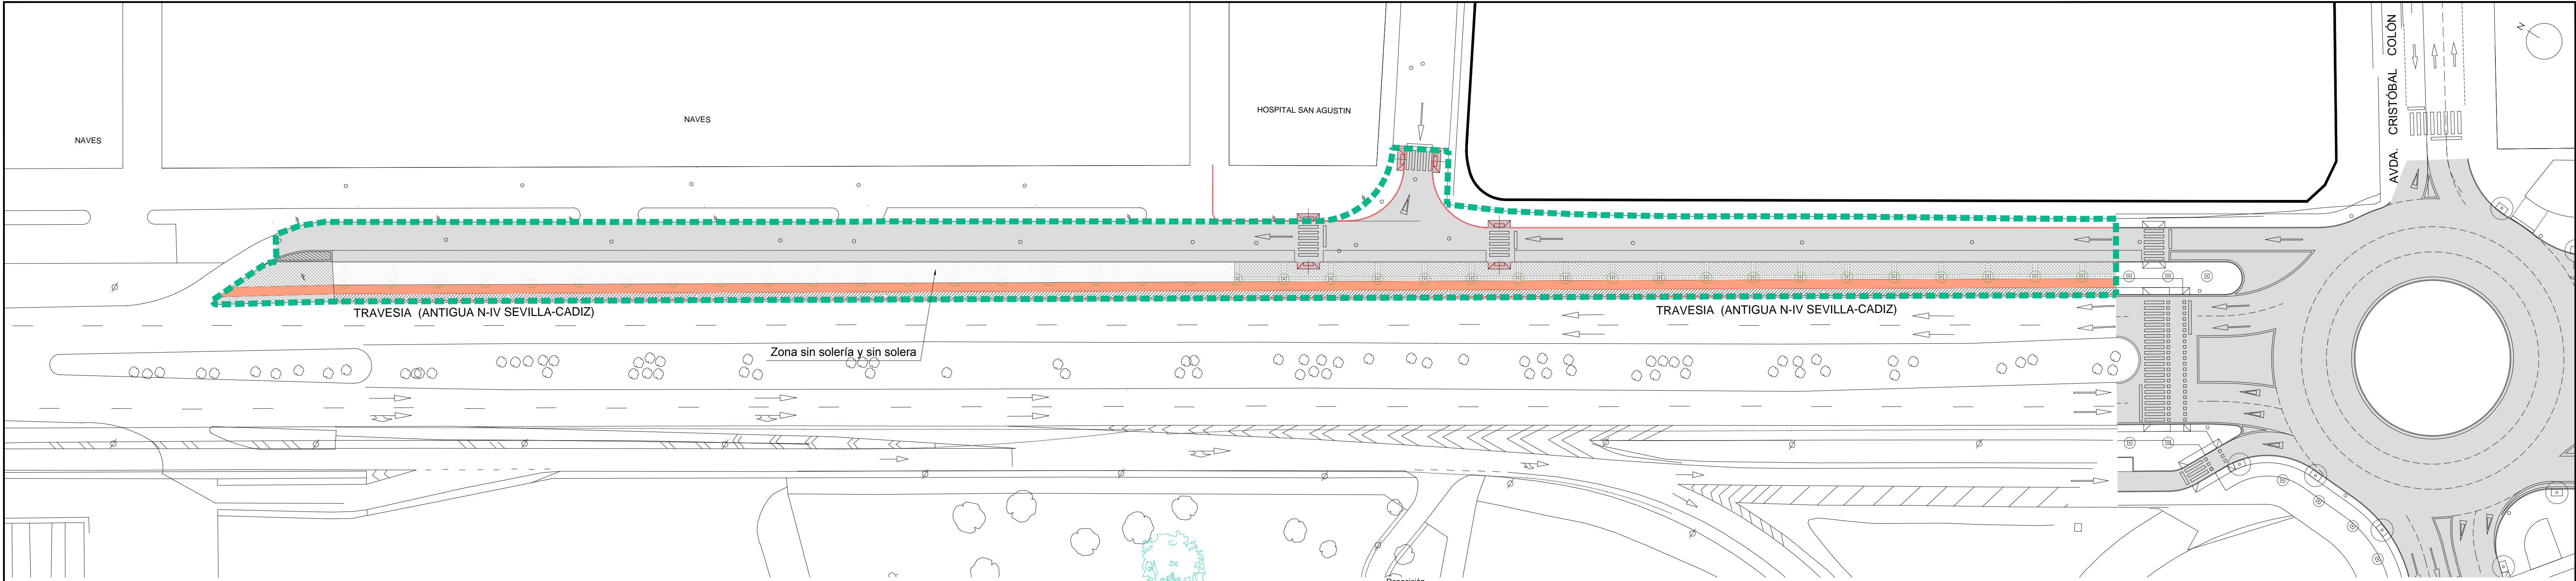 NAVES
NAVES
HOSPITAL SAN AGUSTIN
AVDA. CRISTÓBAL COLÓN
N
TRAVESIA (ANTIGUA N-IV SEVILLA-CADIZ)
TRAVESIA (ANTIGUA N-IV SEVILLA-CADIZ)
Zona sin solería y sin solera